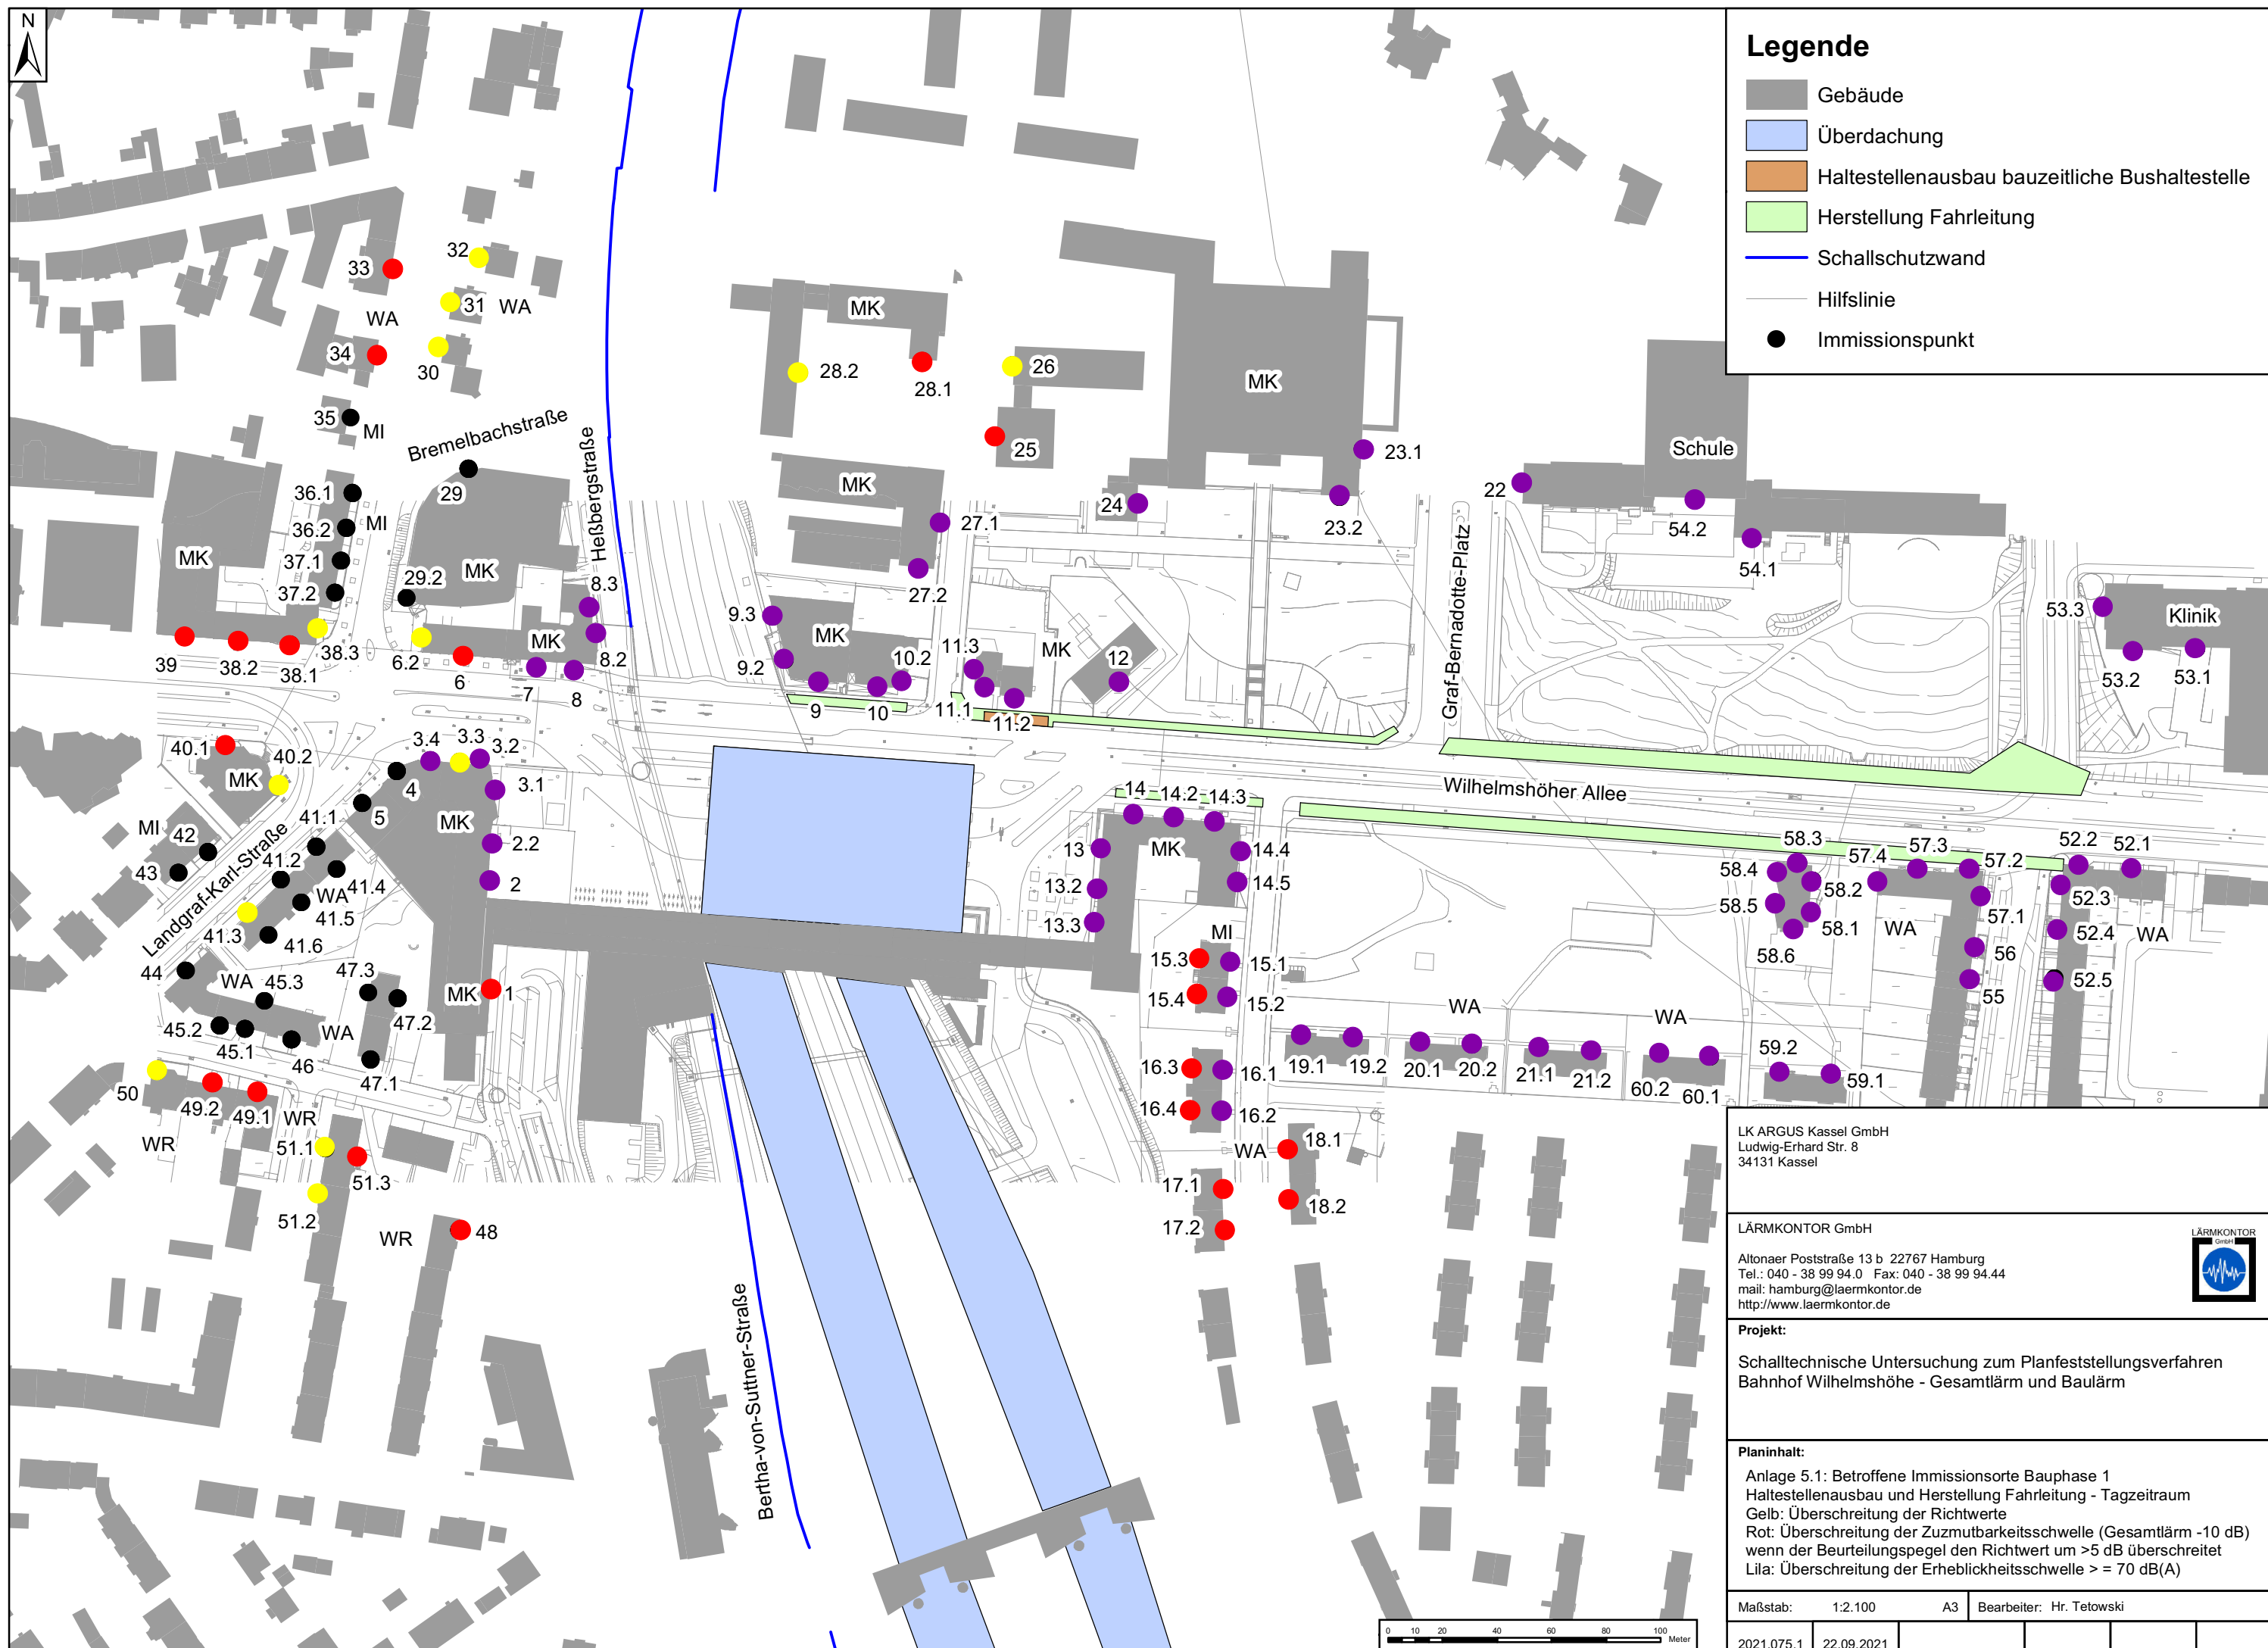 N
Legende
Gebäude
Überdachung
Haltestellenausbau bauzeitliche Bushaltestelle
Herstellung Fahrleitung
Schallschutzwand
Hilfslinie
Immissionspunkt
32
33
31
WA
WA
34
30
35
MI
Bremelbachstraße
29
Heßbergstraße
36.1
36.2
MI
37.1
37.2
MK
29.2
MK
8.3
39
38.2
38.1
38.3
6.2
6
7
MK
8
8.2
MK
28.2
28.1
26
25
MK
MK
23.1
23.2
24
27.1
27.2
9.3
9.2
MK
9
10
10.2
11.3
11.1
11.2
MK
12
Graf-Bernadotte-Platz
22
Schule
54.2
54.1
53.3
Klinik
53.2
53.1
Wilhelmshöher Allee
40.1
40.2
MK
3.4
3.3
3.2
3.1
4
5
MK
2.2
2
MI
42
43
41.1
41.2
WA
41.4
41.5
41.3
41.6
Landgraf-Karl-Straße
44
WA
45.3
47.3
MK
1
45.2
45.1
46
WA
47.2
47.1
50
49.2
49.1
WR
WR
51.1
51.3
51.2
WR
48
Bertha-von-Suttner-Straße
14
14.2
14.3
13
MK
14.4
13.2
14.5
13.3
MI
15.3
15.1
15.4
15.2
16.3
16.1
16.4
16.2
WA
18.1
17.1
18.2
17.2
19.1
19.2
20.1
20.2
WA
21.1
21.2
WA
60.2
60.1
59.2
59.1
58.3
58.4
58.2
58.5
58.1
58.6
57.4
57.3
57.2
57.1
WA
56
55
52.2
52.1
52.3
52.4
WA
52.5
LK ARGUS Kassel GmbH
Ludwig-Erhard Str. 8
34131 Kassel
LÄRMKONTOR GmbH
Altonaer Poststraße 13 b 22767 Hamburg
Tel.: 040 - 38 99 94.0 Fax: 040 - 38 99 94.44
mail: hamburg@laermkontor.de
http://www.laermkontor.de
LÄRMKONTOR
GmbH
Projekt:
Schalltechnische Untersuchung zum Planfeststellungsverfahren
Bahnhof Wilhelmshöhe - Gesamtlärm und Baulärm
Planinhalt:
Anlage 5.1: Betroffene Immissionsorte Bauphase 1
Haltestellenausbau und Herstellung Fahrleitung - Tagzeitraum
Gelb: Überschreitung der Richtwerte
Rot: Überschreitung der Zuzmutbarkeitsschwelle (Gesamtlärm -10 dB)
wenn der Beurteilungspegel den Richtwert um >5 dB überschreitet
Lila: Überschreitung der Erheblichkeitsschwelle > = 70 dB(A)
Maßstab: 1:2.100 A3 Bearbeiter: Hr. Tetowski
2021.075.1 22.09.2021
0 10 20 40 60 80 100
Meter